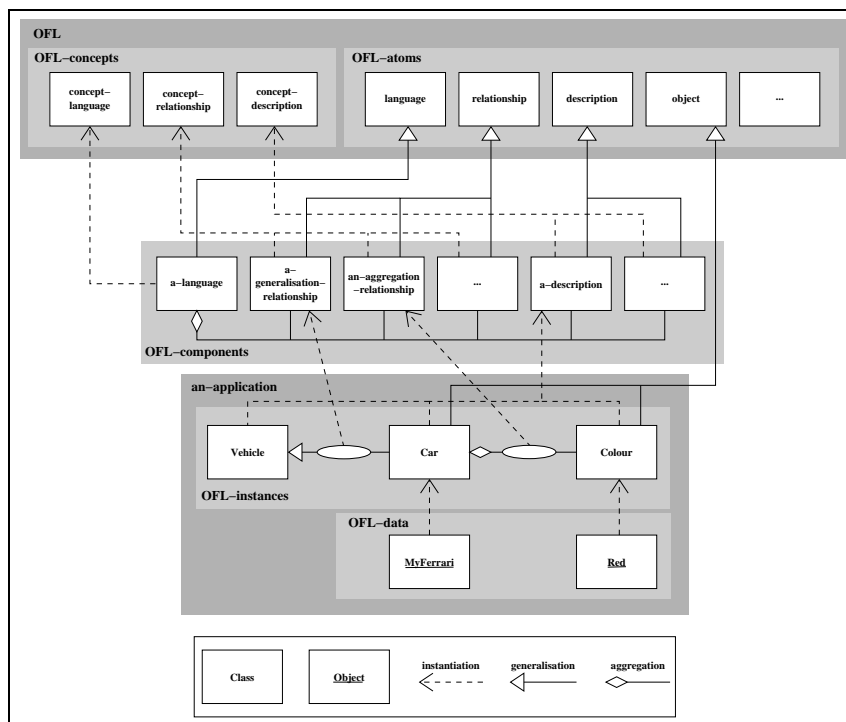 OFL
OFL–concepts
OFL–atoms
concept–
language
concept–
relationship
concept–
description
language
relationship
description
object
...
a–language
a–
generalisation–
relationship
an–aggregation
–relationship
...
a–description
...
OFL–components
an–application
Vehicle
Car
Colour
OFL–instances
OFL–data
MyFerrari
Red
Class
Object
instantiation
generalisation
aggregation